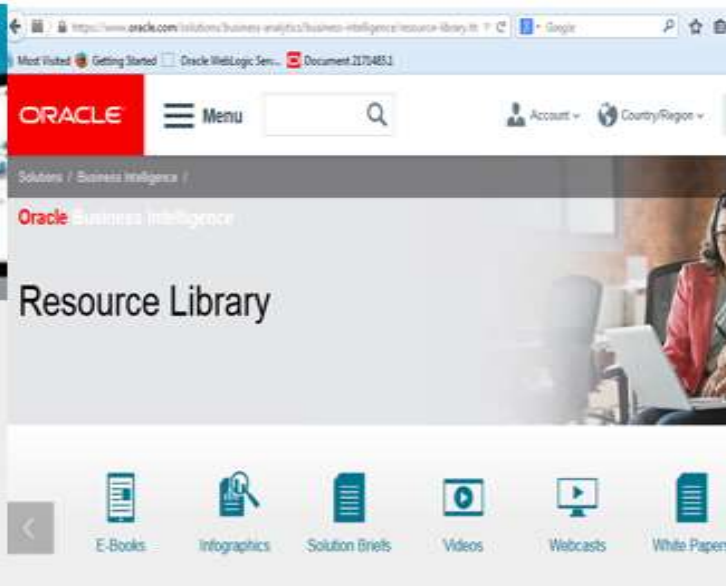 https://www.oracle.com/solutions/business-analytics/business-intelligence/resource-library.ht
Google
Most Visited Getting Started Oracle WebLogic Serv... Document 2171485.1
ORACLE Menu Account Country/Region
Solutions / Business Intelligence /
Oracle Business Intelligence
Resource Library
E-Books Infographics Solution Briefs Videos Webcasts White Papers